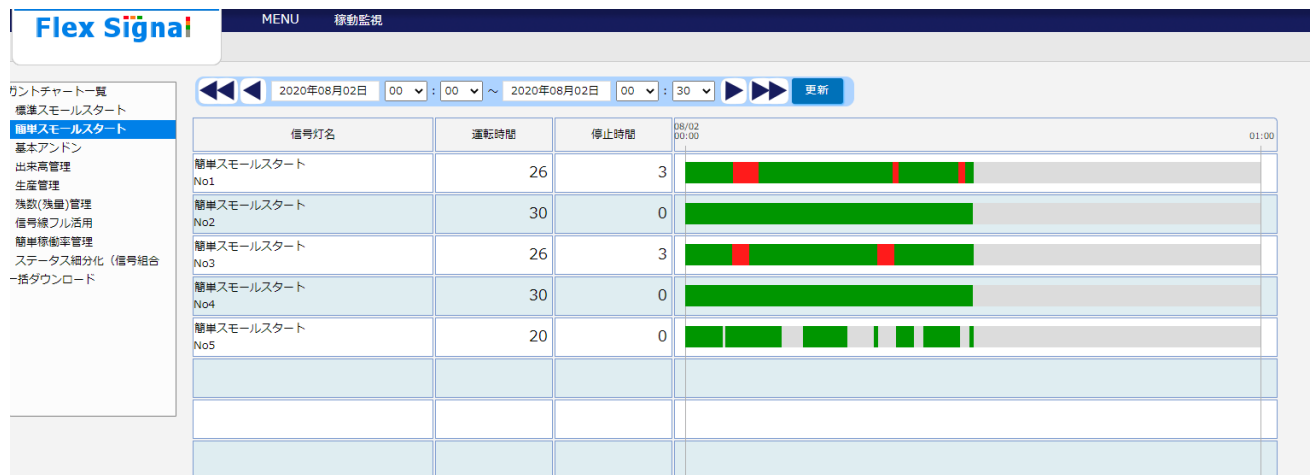 Flex Signal
MENU 稼動監視
ガントチャート一覧
標準スモールスタート
簡単スモールスタート
基本アンドン
出来高管理
生産管理
残数(残量)管理
信号線フル活用
簡単稼働率管理
ステータス細分化（信号組合
一括ダウンロード
2020年08月02日 00 : 00 ～ 2020年08月02日 00 : 30 更新
信号灯名 運転時間 停止時間 08/02 00:00 01:00
簡単スモールスタート
No1 26 3
簡単スモールスタート
No2 30 0
簡単スモールスタート
No3 26 3
簡単スモールスタート
No4 30 0
簡単スモールスタート
No5 20 0